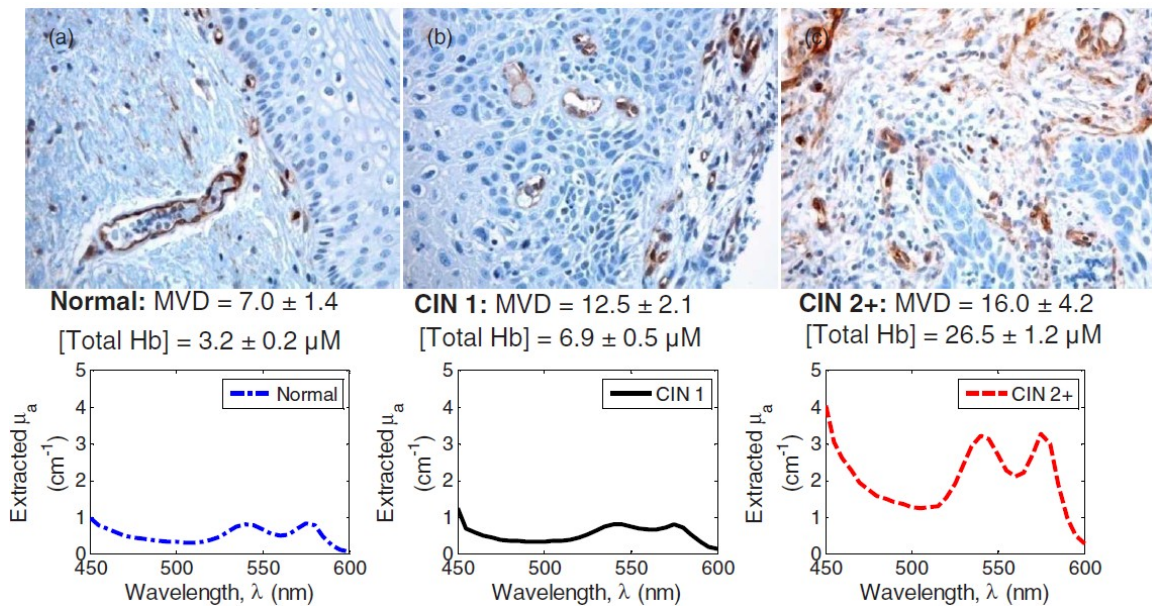 (a)
(b)
(c)
Normal: MVD = 7.0 ± 1.4
[Total Hb] = 3.2 ± 0.2 µM
CIN 1: MVD = 12.5 ± 2.1
[Total Hb] = 6.9 ± 0.5 µM
CIN 2+: MVD = 16.0 ± 4.2
[Total Hb] = 26.5 ± 1.2 µM
Extracted µa
(cm-1)
5
4
3
2
1
0
Normal
450 500 550 600
Wavelength, λ (nm)
Extracted µa
(cm-1)
5
4
3
2
1
0
CIN 1
450 500 550 600
Wavelength, λ (nm)
Extracted µa
(cm-1)
5
4
3
2
1
0
CIN 2+
450 500 550 600
Wavelength, λ (nm)